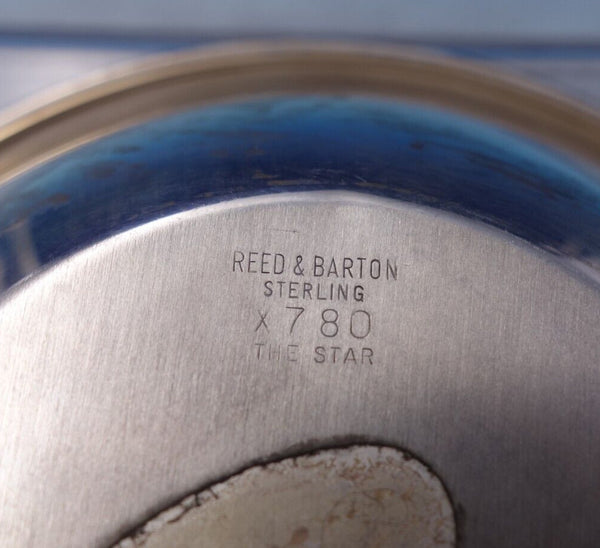 REED & BARTON
STERLING
X780
THE STAR